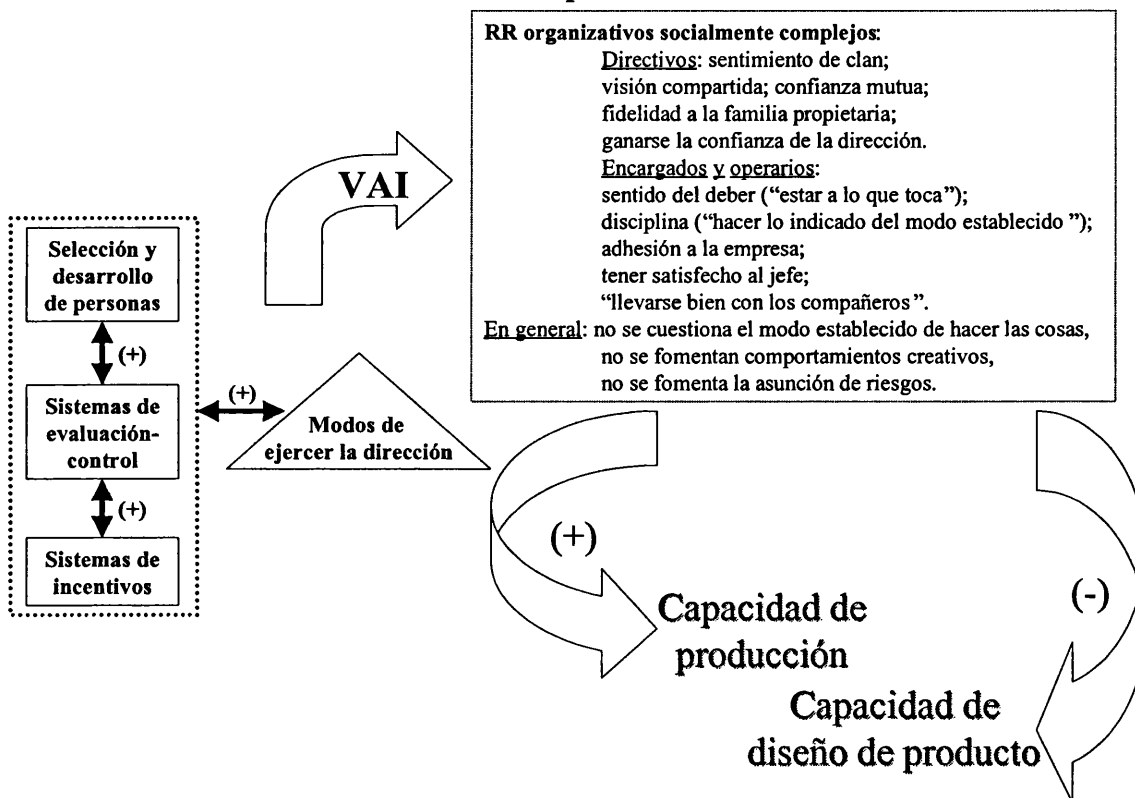 RR organizativos socialmente complejos:
Directivos: sentimiento de clan;
visión compartida; confianza mutua;
fidelidad a la familia propietaria;
ganarse la confianza de la dirección.
Encargados y operarios:
sentido del deber (“estar a lo que toca”);
disciplina (“hacer lo indicado del modo establecido ”);
adhesión a la empresa;
tener satisfecho al jefe;
“llevarse bien con los compañeros ”.
En general: no se cuestiona el modo establecido de hacer las cosas,
no se fomentan comportamientos creativos,
no se fomenta la asunción de riesgos.
VAI
Selección y
desarrollo
de personas
(+)
Sistemas de
evaluación-
control
(+)
Sistemas de
incentivos
(+)
Modos de
ejercer la dirección
(+)
Capacidad de
producción
(-)
Capacidad de
diseño de producto